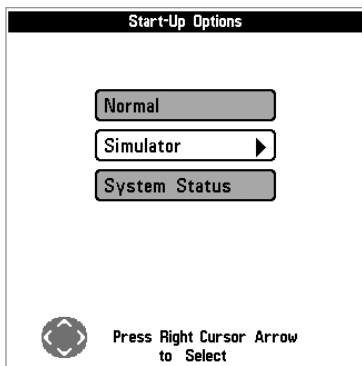 Start-Up Options
Normal
Simulator
System Status
Press Right Cursor Arrow
to Select